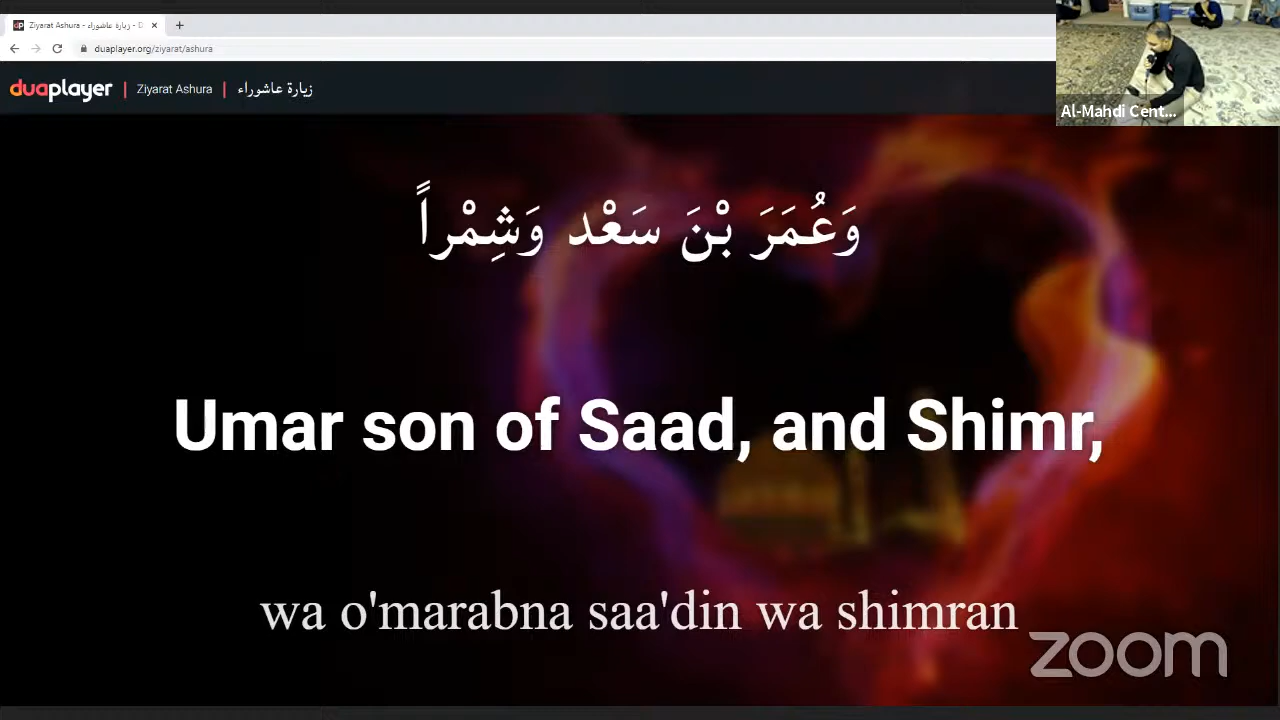 Ziyarat Ashura - زيارة عاشوراء - D
duaplayer.org/ziyarat/ashura
duaplayer | Ziyarat Ashura | زيارة عاشوراء
Al-Mahdi Cent...
وَعُمَرَ بْنَ سَعْد وَشِمْراً
Umar son of Saad, and Shimr,
wa o'marabna saa'din wa shimran
zoom